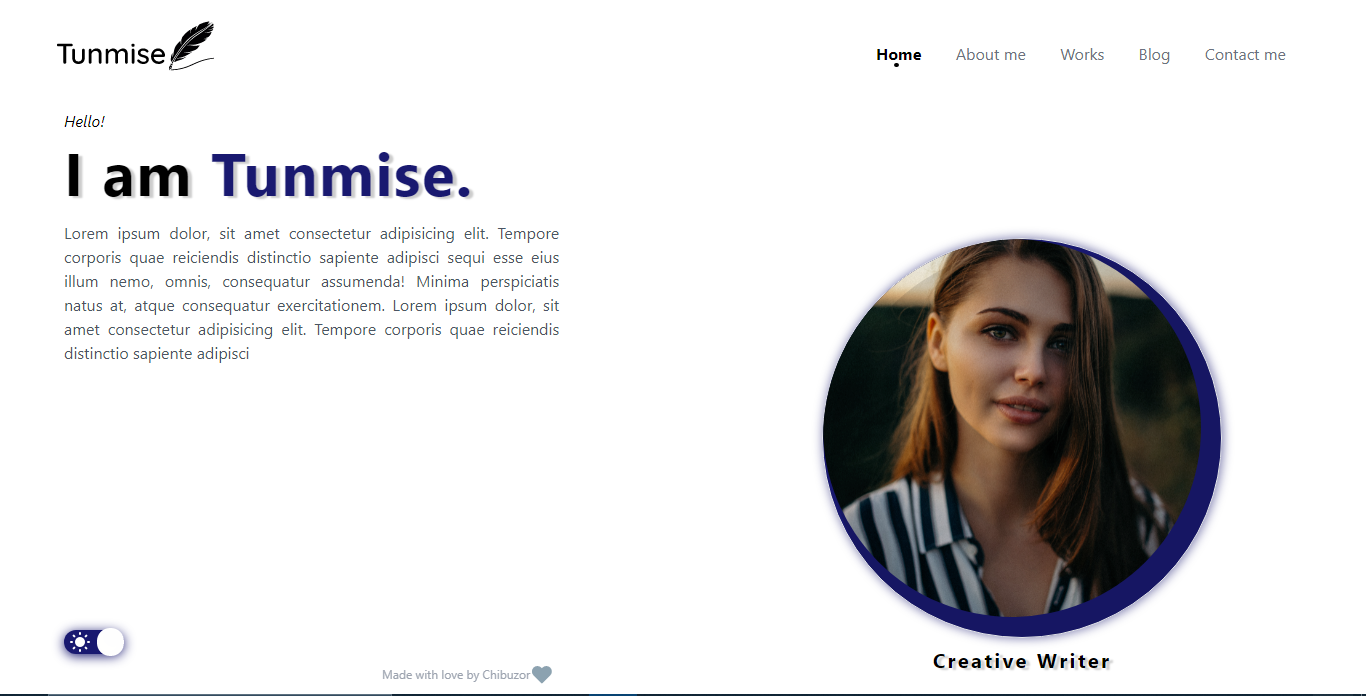 Tunmise
Home About me Works Blog Contact me
Hello!
I am Tunmise.
Lorem ipsum dolor, sit amet consectetur adipisicing elit. Tempore
corporis quae reiciendis distinctio sapiente adipisci sequi esse eius
illum nemo, omnis, consequatur assumenda! Minima perspiciatis
natus at, atque consequatur exercitationem. Lorem ipsum dolor, sit
amet consectetur adipisicing elit. Tempore corporis quae reiciendis
distinctio sapiente adipisci
Creative Writer
Made with love by Chibuzor